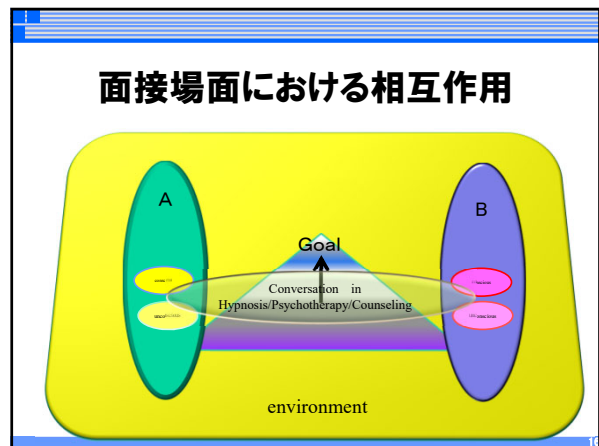 面接場面における相互作用
A
B
Goal
Conversation in
Hypnosis/Psychotherapy/Counseling
environment